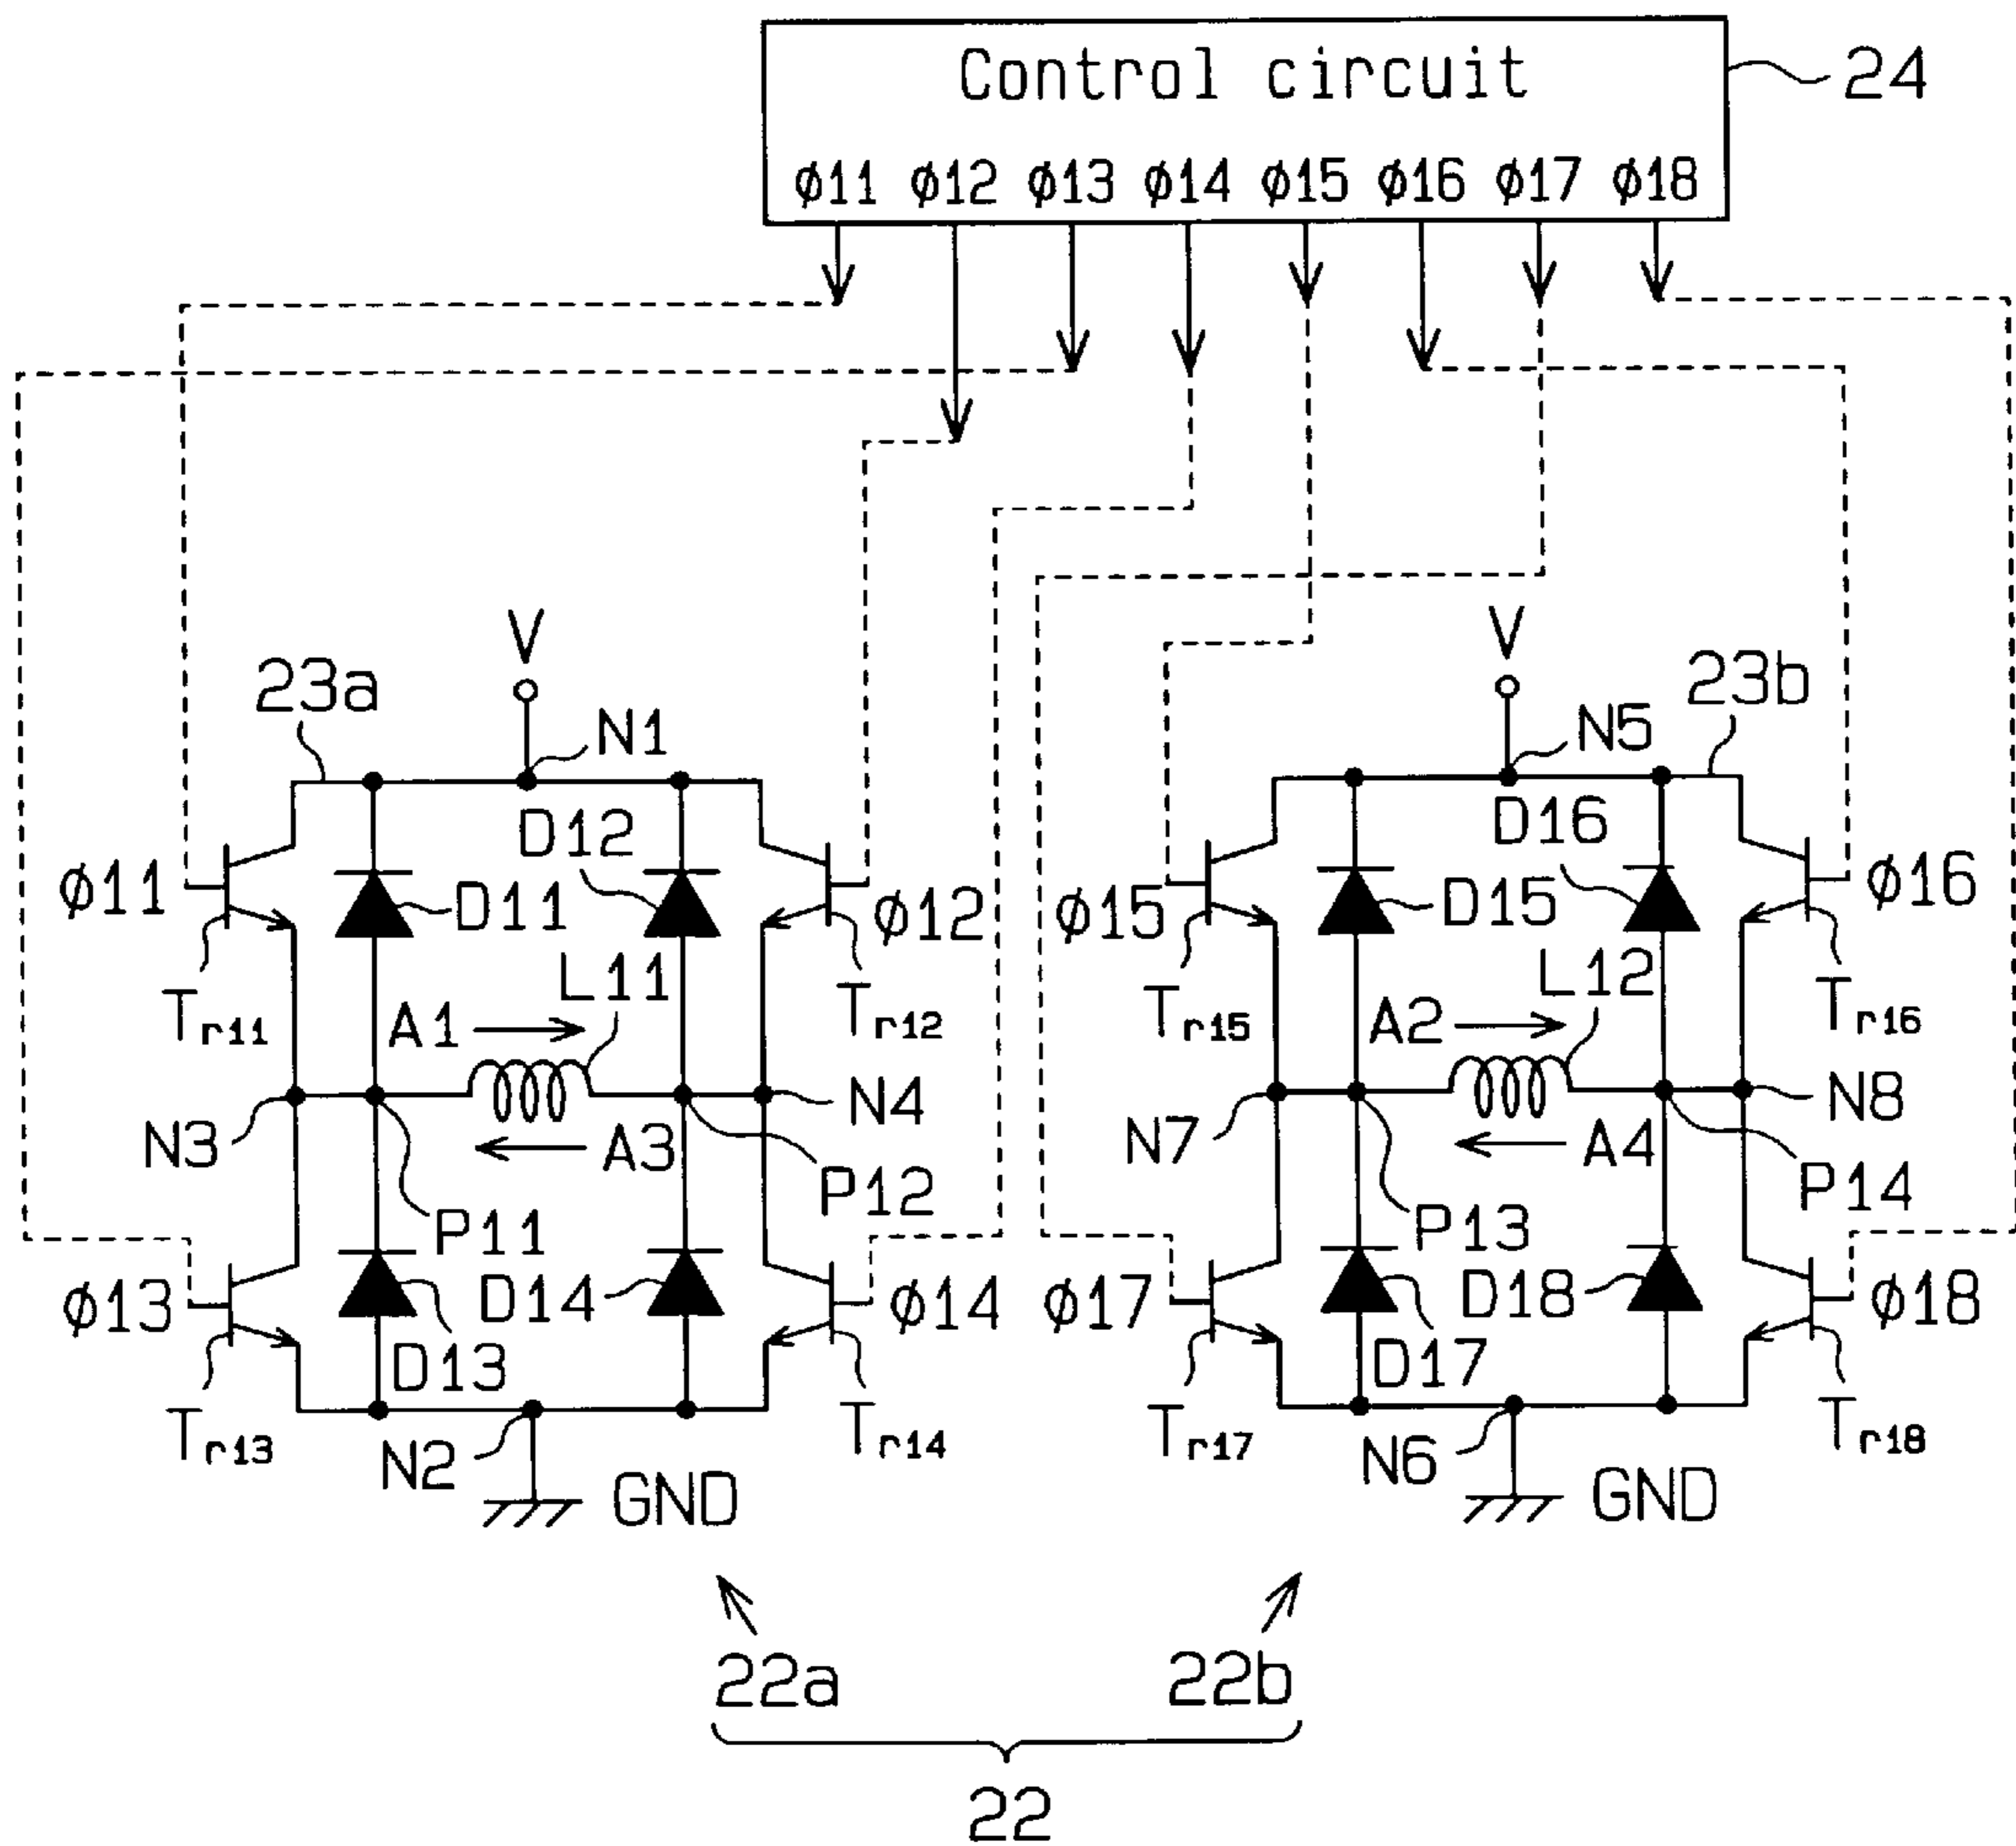 Control circuit
24
ϕ11 ϕ12 ϕ13 ϕ14 ϕ15 ϕ16 ϕ17 ϕ18
V
V
23a
N1
N5
23b
D12
D16
ϕ11
D11
ϕ12
ϕ15
D15
ϕ16
Tr11
A1
L11
Tr12
Tr15
A2
L12
Tr16
N3
A3
N4
N7
A4
N8
P11
P12
P13
P14
ϕ13
D13
D14
ϕ14
ϕ17
D17
D18
ϕ18
Tr13
N2
GND
Tr14
Tr17
N6
GND
Tr18
22a
22b
22